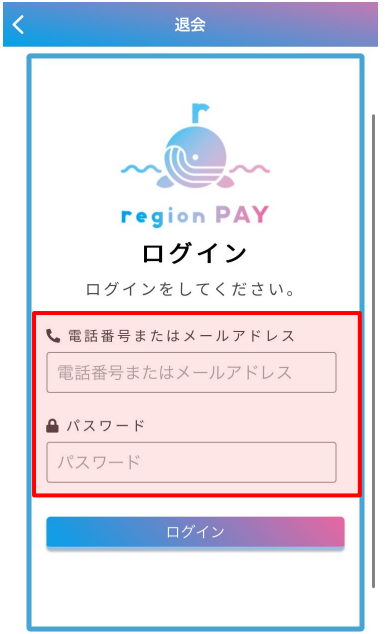 退会
region PAY
ログイン
ログインをしてください。
電話番号またはメールアドレス
電話番号またはメールアドレス
パスワード
パスワード
ログイン